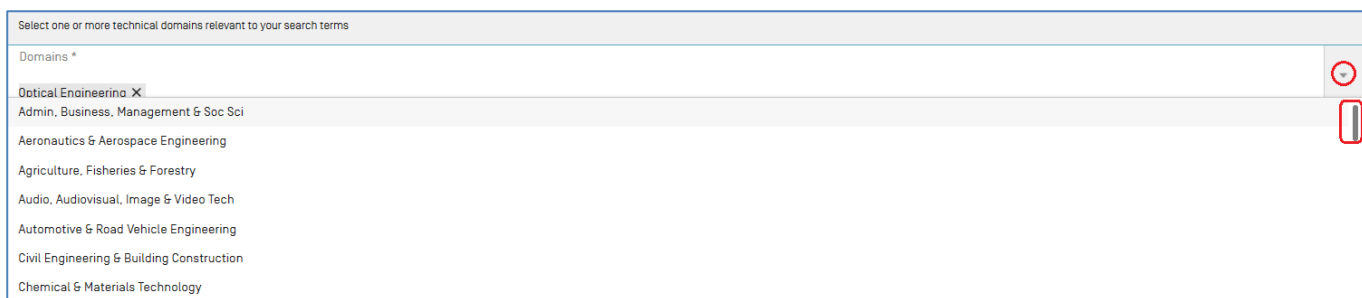 Select one or more technical domains relevant to your search terms
Domains *
Optical Engineering ✕
Admin, Business, Management & Soc Sci
Aeronautics & Aerospace Engineering
Agriculture, Fisheries & Forestry
Audio, Audiovisual, Image & Video Tech
Automotive & Road Vehicle Engineering
Civil Engineering & Building Construction
Chemical & Materials Technology